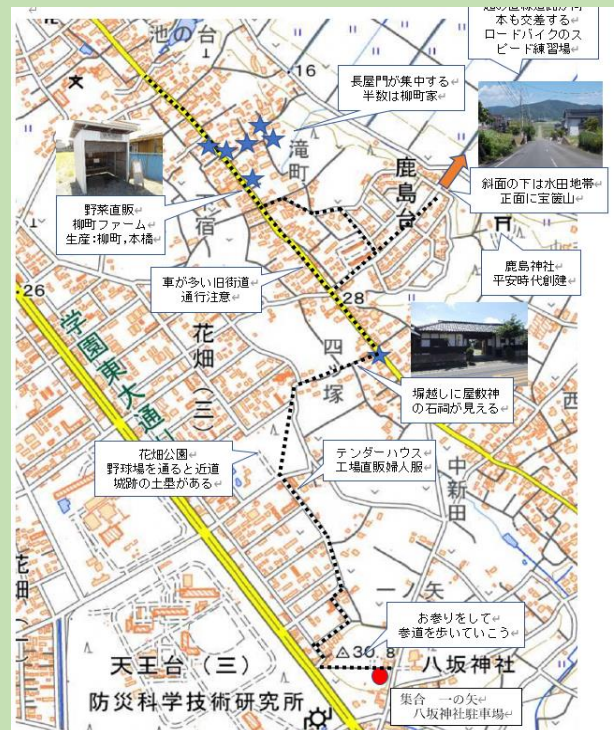 本も交差する
ロードバイクのス
ピード練習場
池の台
16
長屋門が集中する
半数は柳町家
滝町
鹿島台
野菜直販
柳町ファーム
生産：柳町，本橋
斜面の下は水田地帯
正面に宝篋山
鹿島神社
平安時代創建
車が多い旧街道
通行注意
26
28
学園東大通り
花畑（三）
四塚
塀越しに屋敷神
の石祠が見える
西
花畑公園
野球場を通ると近道
城跡の土塁がある
テンダーハウス
工場直販婦人服
中新田
花畑
一ノ矢
お参りをして
参道を歩いていこう
30.8
天王台（三）
八坂神社
防災科学技術研究所
集合　一の矢
八坂神社駐車場